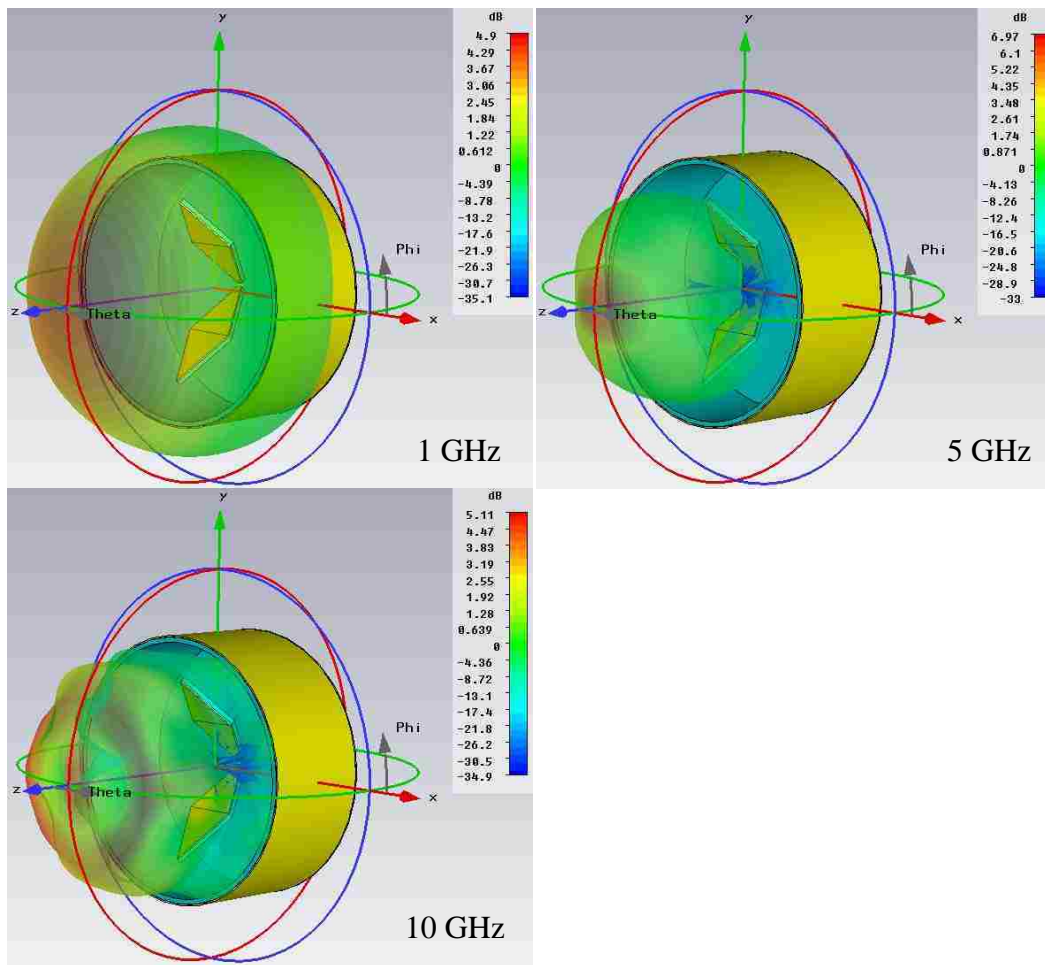 y
dB
4.9
4.29
3.67
3.06
2.45
1.84
1.22
0.612
0
-4.39
-8.78
-13.2
-17.6
-21.9
-26.3
-30.7
-35.1
Phi
z
Theta
x
1 GHz
y
dB
6.97
6.1
5.22
4.35
3.48
2.61
1.74
0.871
0
-4.13
-8.26
-12.4
-16.5
-20.6
-24.8
-28.9
-33
Phi
z
Theta
x
5 GHz
y
dB
5.11
4.47
3.83
3.19
2.55
1.92
1.28
0.639
0
-4.36
-8.72
-13.1
-17.4
-21.8
-26.2
-30.5
-34.9
Phi
z
Theta
x
10 GHz